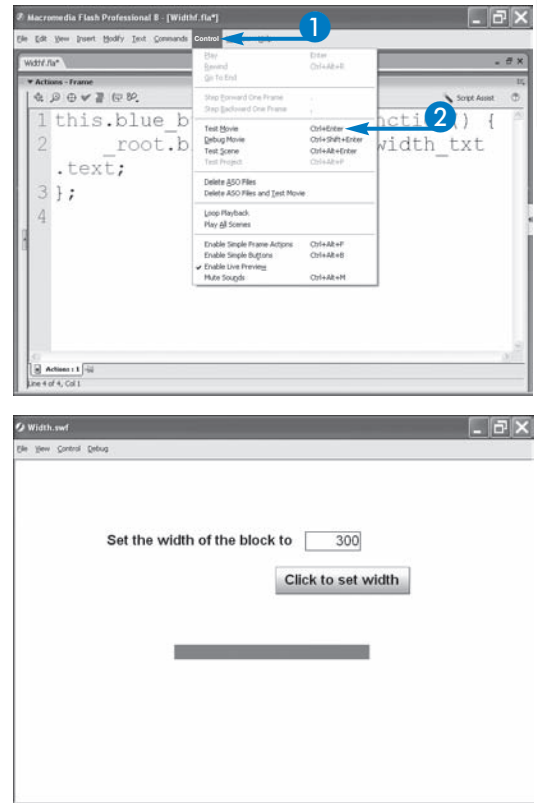 Macromedia Flash Professional 8 - [Widthf.fla*]
File Edit View Insert Modify Text Commands Control
1
Widthf.fla*
Actions - Frame
Script Assist
Play Enter
Rewind Ctrl+Alt+R
Go To End
Step Forward One Frame .
Step Backward One Frame ,
2
Test Movie Ctrl+Enter
Debug Movie Ctrl+Shift+Enter
Test Scene Ctrl+Alt+Enter
Test Project Ctrl+Alt+P
Delete ASO Files
Delete ASO Files and Test Movie
Loop Playback
Play All Scenes
Enable Simple Frame Actions Ctrl+Alt+F
Enable Simple Buttons Ctrl+Alt+B
Enable Live Preview
Mute Sounds Ctrl+Alt+M
1 this.blue_b nction() {
2 _root.b width_txt
.text;
3 };
4
Actions : 1
Line 4 of 4, Col 1
Width.swf
File View Control Debug
Set the width of the block to 300
Click to set width